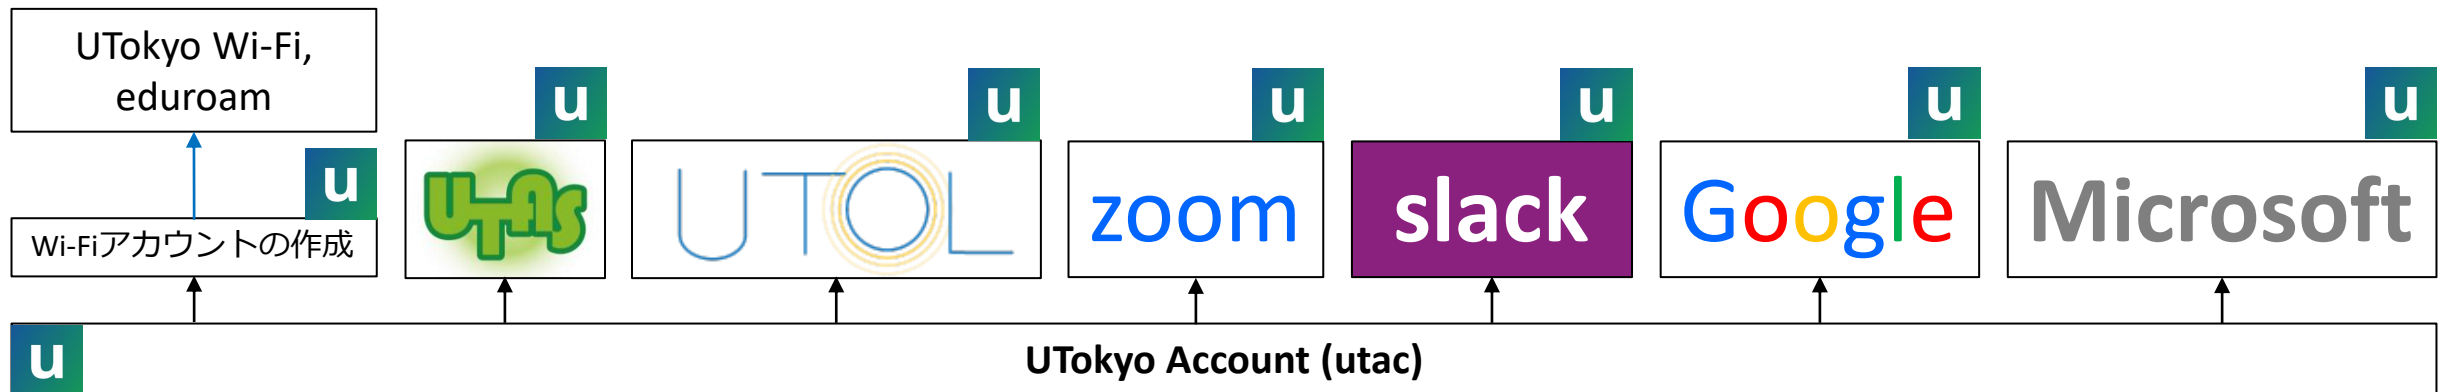 UTokyo Wi-Fi,
eduroam
u
Wi-Fiアカウントの作成
u
UTAS
u
UTOL
u
zoom
u
slack
u
Google
u
Microsoft
u
UTokyo Account (utac)